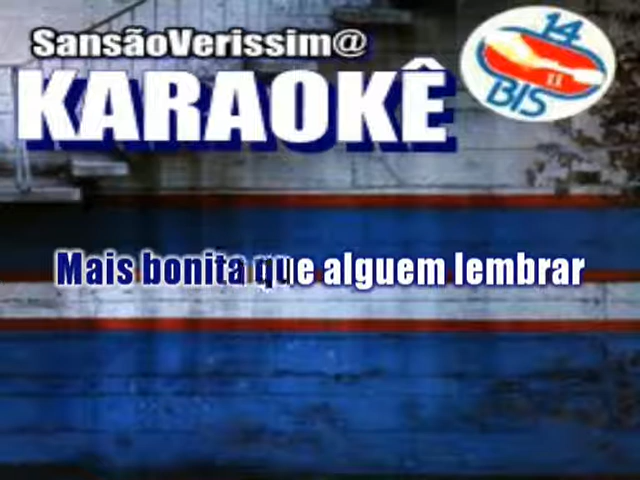 SansãoVerissim@
KARAOKÊ
14
II
BIS
Mais bonita que alguem lembrar